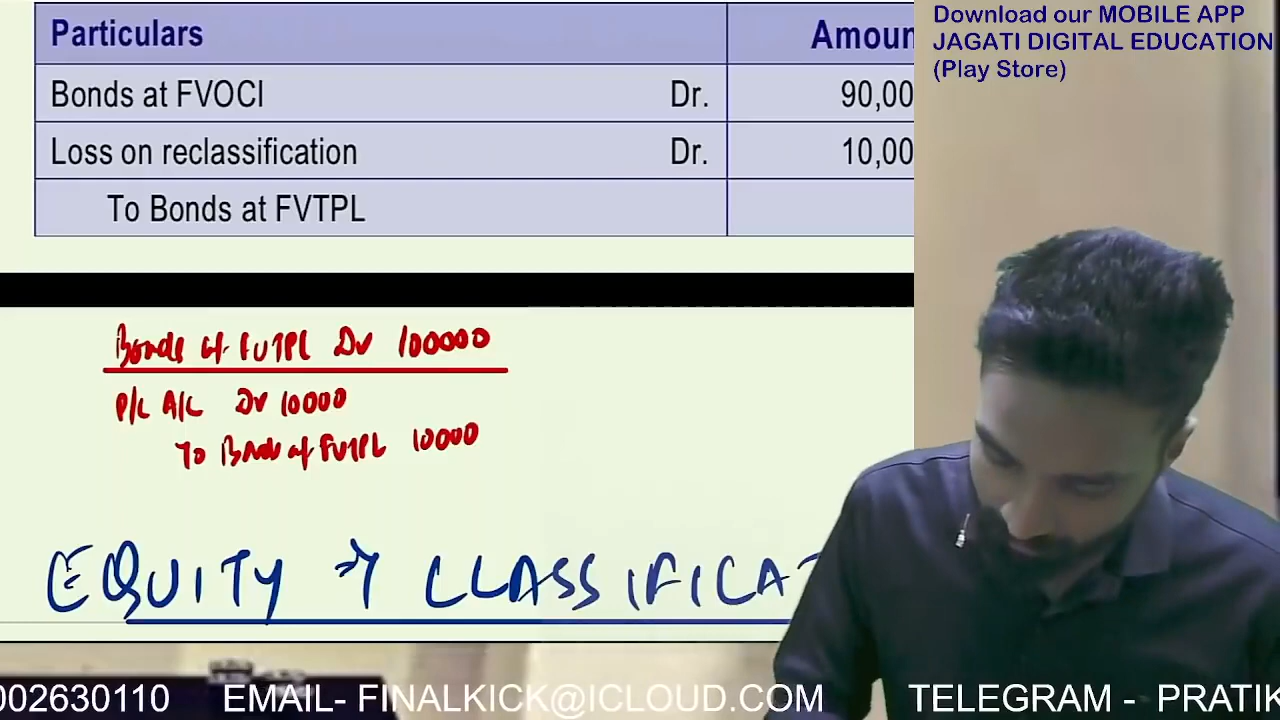 Download our MOBILE APP
JAGATI DIGITAL EDUCATION
(Play Store)
Particulars Amoun
Bonds at FVOCI Dr. 90,00
Loss on reclassification Dr. 10,00
To Bonds at FVTPL
Bonds at FVTPL Dr 100000
P/L A/C Dr 10000
To Bonds at FVTPL 10000
EQUITY → CLASSIFICAT
002630110 EMAIL- FINALKICK@ICLOUD.COM TELEGRAM - PRATIK